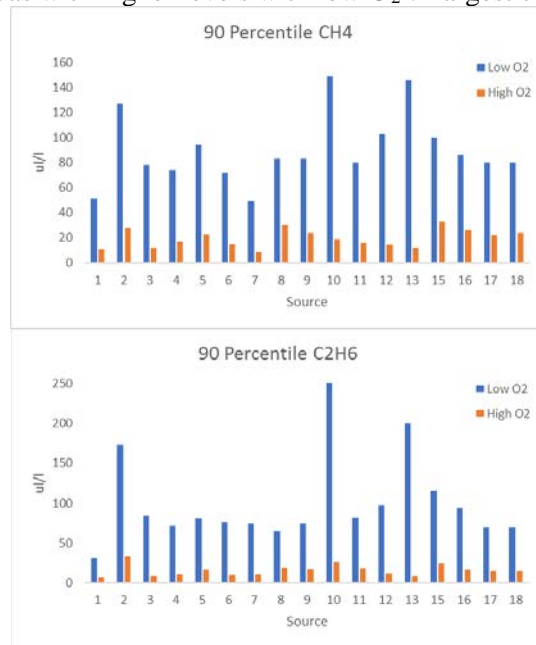 90 Percentile CH4
160
140
120
100
80
60
40
20
0
ul/l
Low O2
High O2
1 2 3 4 5 6 7 8 9 10 11 12 13 15 16 17 18
Source
90 Percentile C2H6
250
200
150
100
50
0
ul/l
Low O2
High O2
1 2 3 4 5 6 7 8 9 10 11 12 13 15 16 17 18
Source